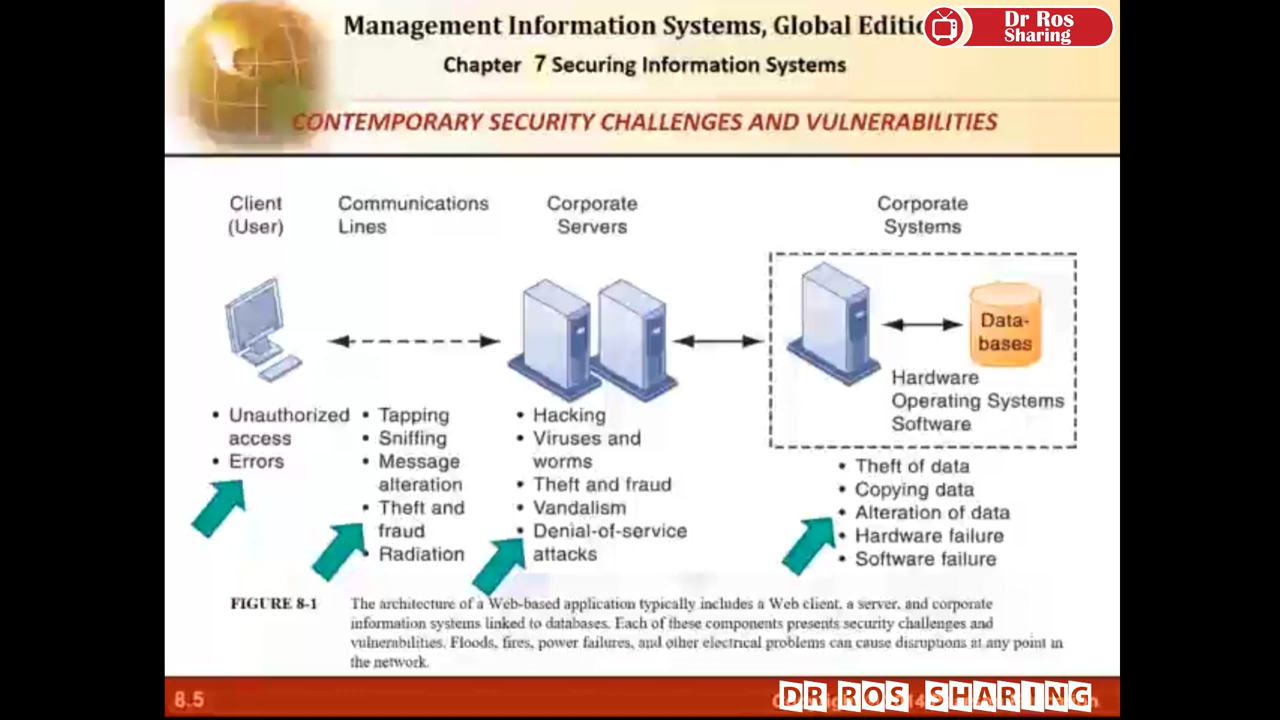 Management Information Systems, Global Editio
Dr Ros
Sharing
Chapter 7 Securing Information Systems
CONTEMPORARY SECURITY CHALLENGES AND VULNERABILITIES
Client
(User)
Communications
Lines
Corporate
Servers
Corporate
Systems
Data-
bases
Hardware
Operating Systems
Software
• Unauthorized
access
• Errors
• Tapping
• Sniffing
• Message
alteration
• Theft and
fraud
• Radiation
• Hacking
• Viruses and
worms
• Theft and fraud
• Vandalism
• Denial-of-service
attacks
• Theft of data
• Copying data
• Alteration of data
• Hardware failure
• Software failure
FIGURE 8-1
The architecture of a Web-based application typically includes a Web client, a server, and corporate
information systems linked to databases. Each of these components presents security challenges and
vulnerabilities. Floods, fires, power failures, and other electrical problems can cause disruptions at any point in
the network.
8.5
DR ROS SHARING